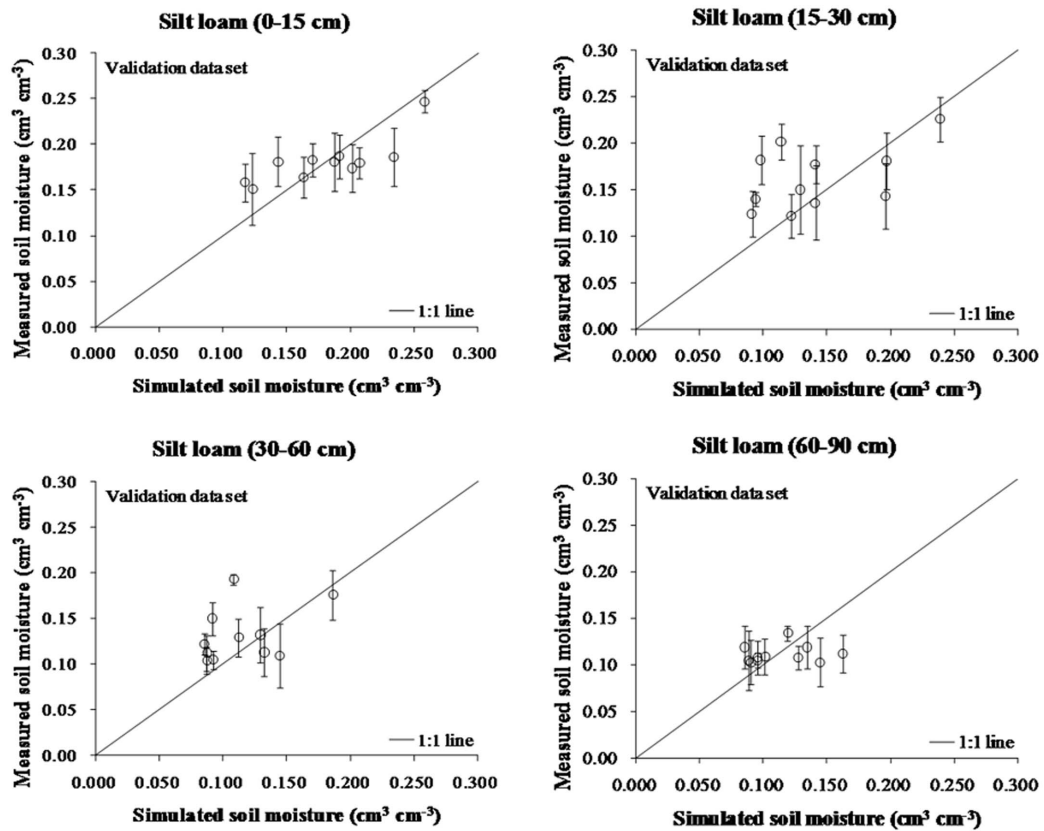 Silt loam (0-15 cm)
Measured soil moisture (cm³ cm⁻³)
0.30
0.25
0.20
0.15
0.10
0.05
0.00
Validation data set
1:1 line
0.000 0.050 0.100 0.150 0.200 0.250 0.300
Simulated soil moisture (cm³ cm⁻³)
Silt loam (15-30 cm)
Measured soil moisture (cm³ cm⁻³)
0.30
0.25
0.20
0.15
0.10
0.05
0.00
Validation data set
1:1 line
0.000 0.050 0.100 0.150 0.200 0.250 0.300
Simulated soil moisture (cm³ cm⁻³)
Silt loam (30-60 cm)
Measured soil moisture (cm³ cm⁻³)
0.30
0.25
0.20
0.15
0.10
0.05
0.00
Validation data set
1:1 line
0.000 0.050 0.100 0.150 0.200 0.250 0.300
Simulated soil moisture (cm³ cm⁻³)
Silt loam (60-90 cm)
Measured soil moisture (cm³ cm⁻³)
0.30
0.25
0.20
0.15
0.10
0.05
0.00
Validation data set
1:1 line
0.000 0.050 0.100 0.150 0.200 0.250 0.300
Simulated soil moisture (cm³ cm⁻³)